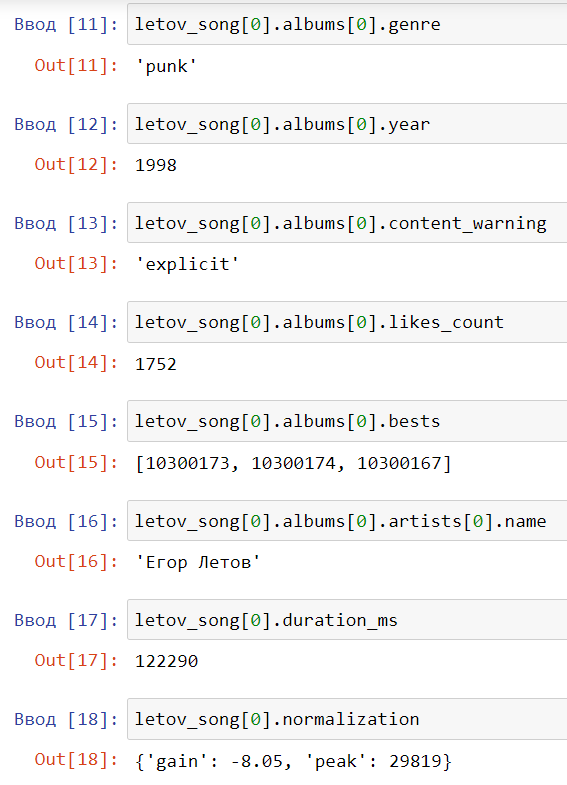 Ввод [11]: letov_song[0].albums[0].genre
Out[11]: 'punk'
Ввод [12]: letov_song[0].albums[0].year
Out[12]: 1998
Ввод [13]: letov_song[0].albums[0].content_warning
Out[13]: 'explicit'
Ввод [14]: letov_song[0].albums[0].likes_count
Out[14]: 1752
Ввод [15]: letov_song[0].albums[0].bests
Out[15]: [10300173, 10300174, 10300167]
Ввод [16]: letov_song[0].albums[0].artists[0].name
Out[16]: 'Егор Летов'
Ввод [17]: letov_song[0].duration_ms
Out[17]: 122290
Ввод [18]: letov_song[0].normalization
Out[18]: {'gain': -8.05, 'peak': 29819}